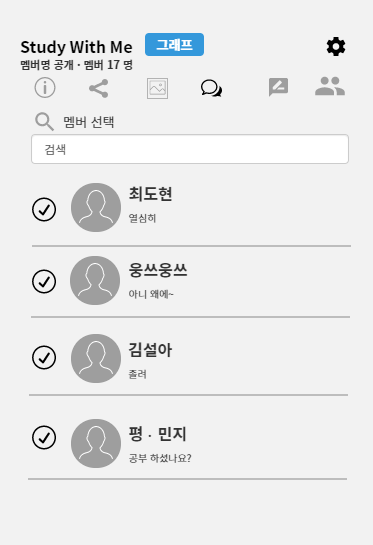 Study With Me
그래프
멤버명 공개 · 멤버 17 명
멤버 선택
검색
최도현
열심히
웅쓰웅쓰
아니 왜에~
김설아
졸려
평 · 민지
공부 하셨나요?